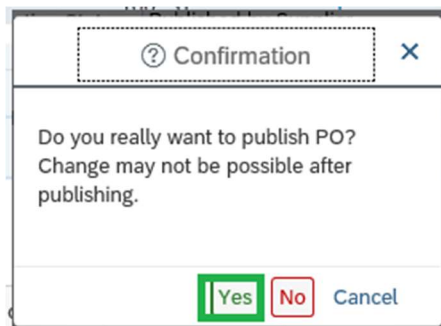 Confirmation
Do you really want to publish PO?
Change may not be possible after
publishing.
Yes No Cancel